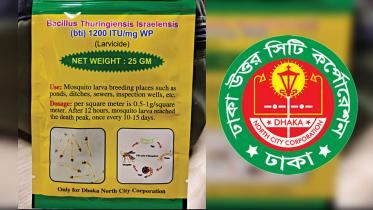 Bacillus Thuringiensis Israelensis
(bti) 1200 ITU/mg WP
(Larvicide)
NET WEIGHT : 25 GM
Use: Mosquito larva breeding places such as
ponds, ditches, sewers, inspection wells, etc.
Dosage: per square meter is 0.5-1g/square
meter. After 12 hours, mosquito larva reached
the death peak, once every 10-15 days.
Only for Dhaka North City Corporation
ঢাকা উত্তর সিটি কর্পোরেশন
DHAKA
NORTH CITY CORPORATION
ঢাকা